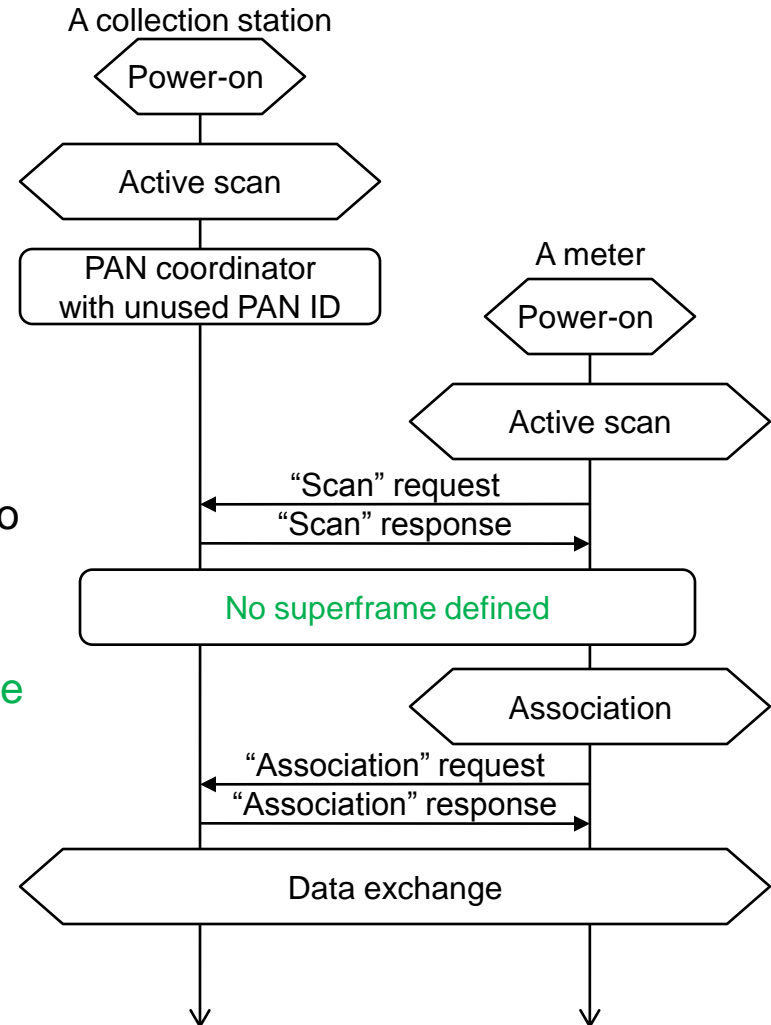 A collection station
Power-on
Active scan
PAN coordinator
with unused PAN ID
A meter
Power-on
Active scan
“Scan” request
“Scan” response
No superframe defined
Association
“Association” request
“Association” response
Data exchange